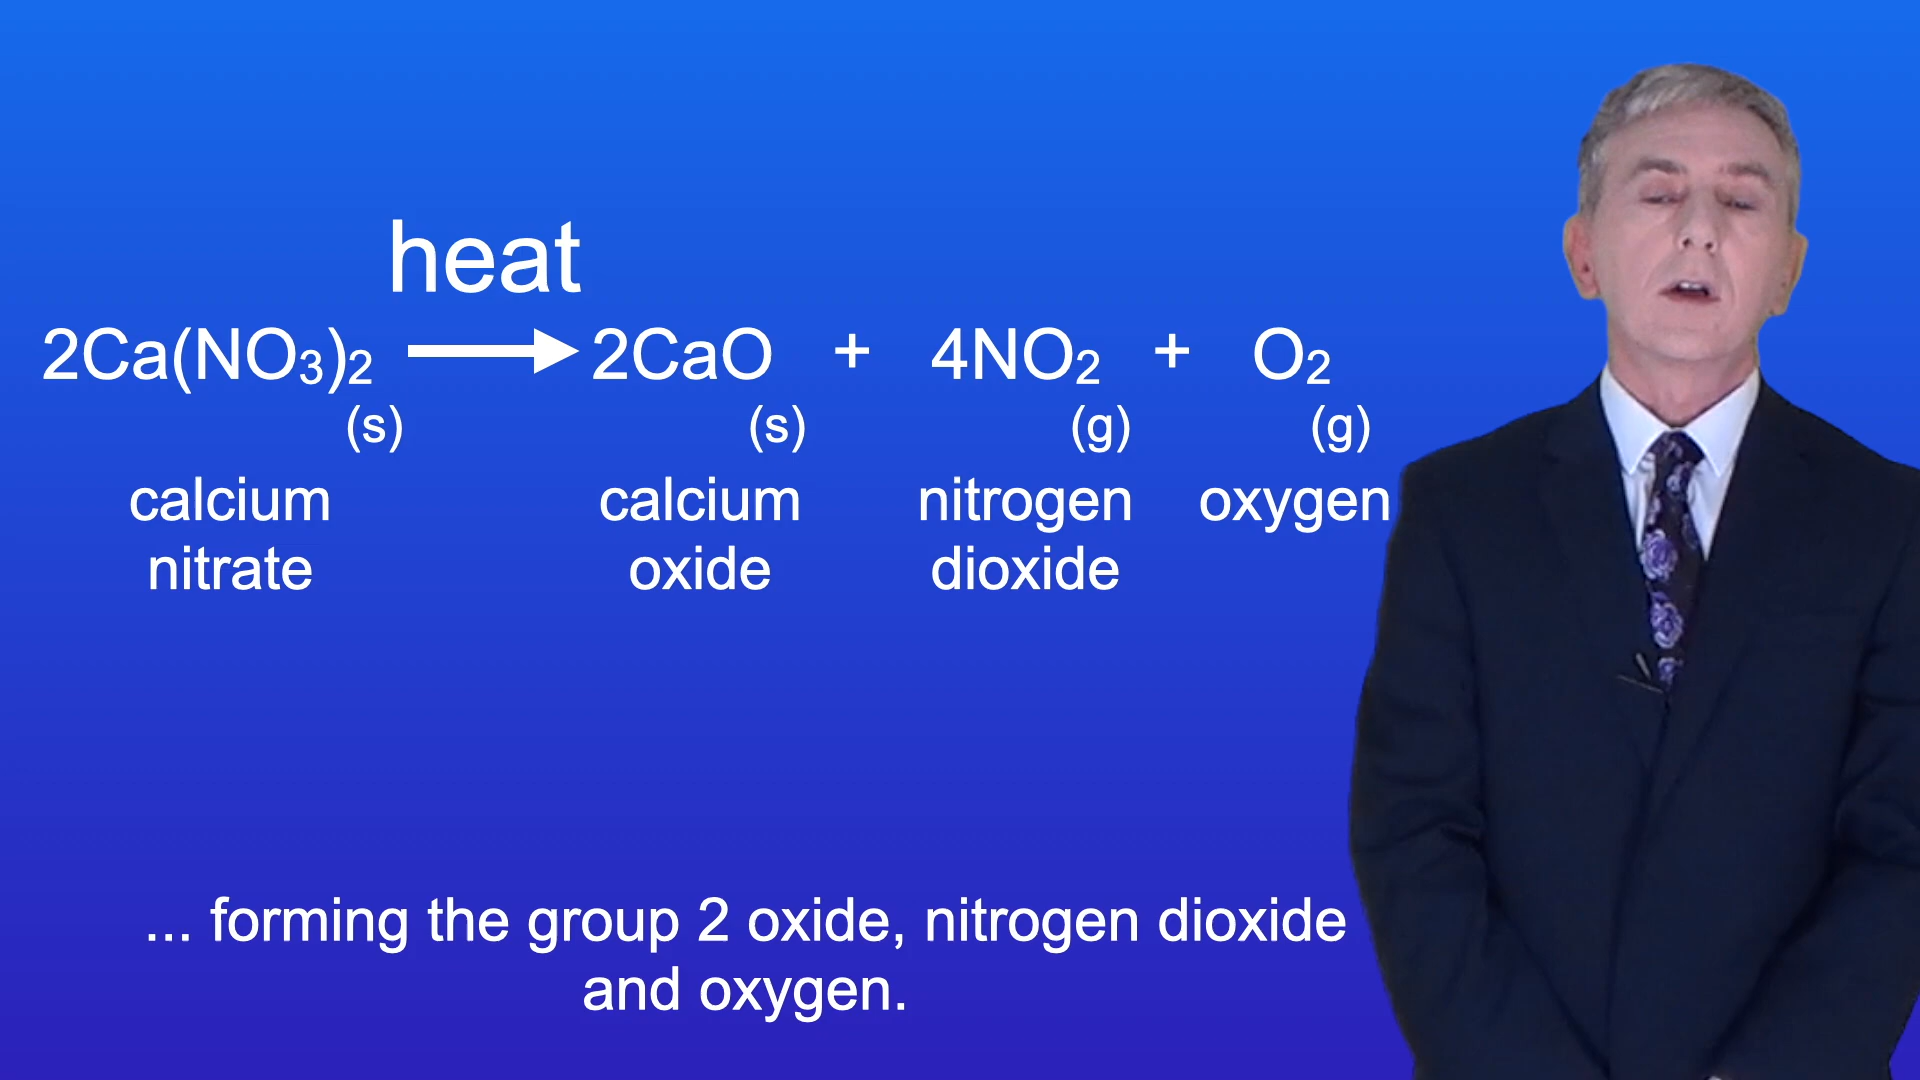 heat
2Ca(NO₃)₂ → 2CaO + 4NO₂ + O₂
(s) (s) (g) (g)
calcium calcium nitrogen oxygen
nitrate oxide dioxide
... forming the group 2 oxide, nitrogen dioxide
and oxygen.